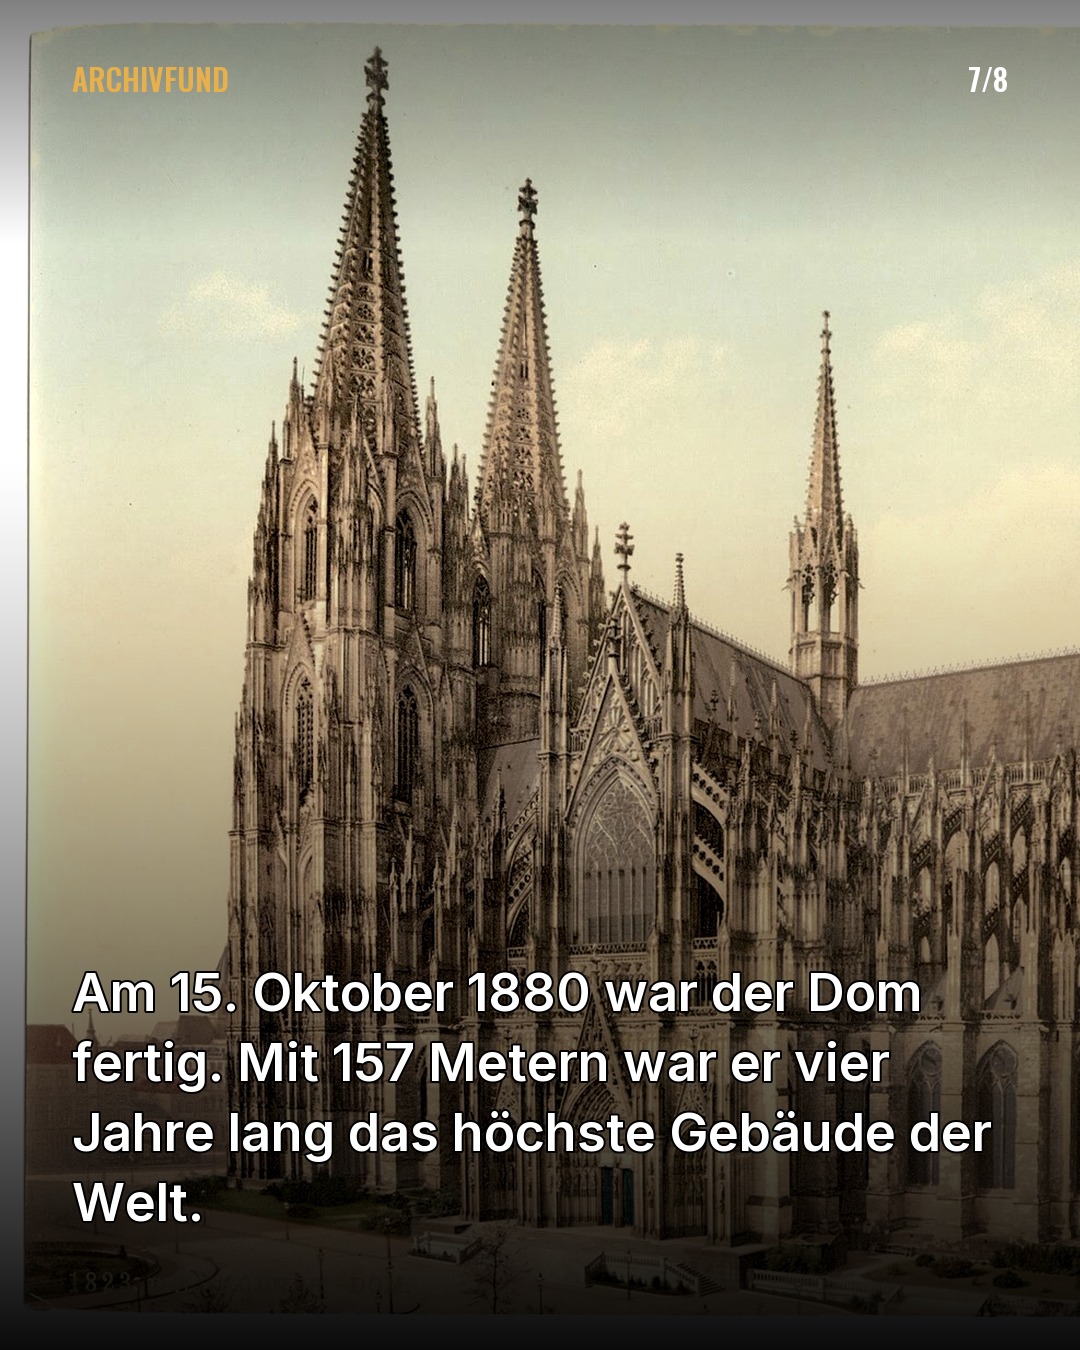 ARCHIVFUND
7/8
Am 15. Oktober 1880 war der Dom
fertig. Mit 157 Metern war er vier
Jahre lang das höchste Gebäude der
Welt.